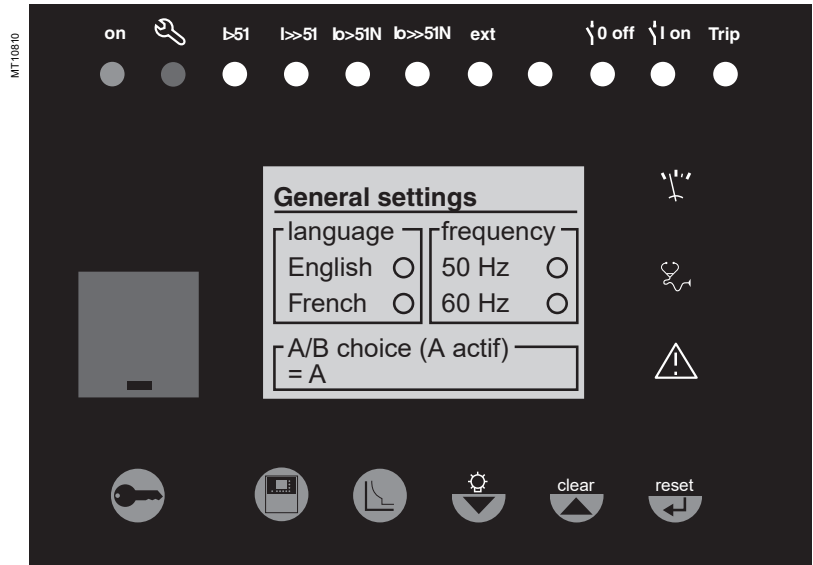 MT10810
on I>51 I>>51 Io>51N Io>>51N ext 0 off I on Trip
General settings
language frequency
English 50 Hz
French 60 Hz
A/B choice (A actif)
= A
clear reset